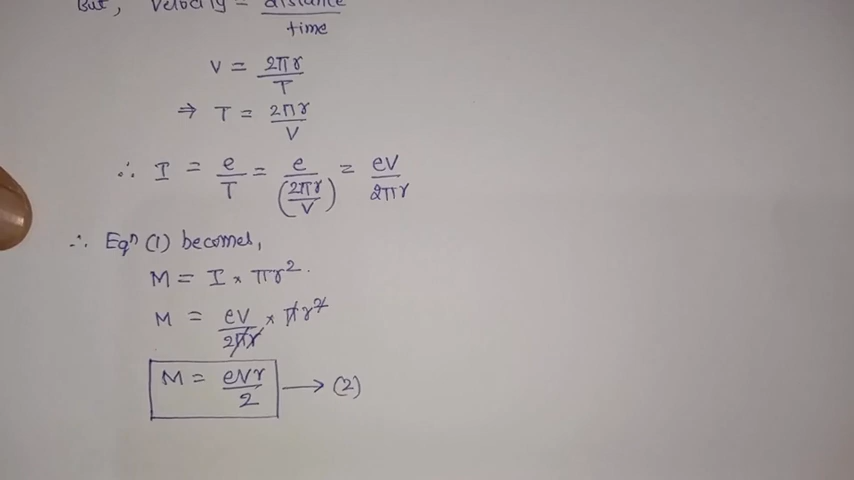 But, Velocity = distance / time
V = 2πr / T
⇒ T = 2πr / V
∴ I = e / T = e / (2πr / V) = eV / 2πr
∴ Eqⁿ (1) becomes,
M = I × πr².
M = eV / 2πr × πr²
M = eVr / 2 ⟶ (2)